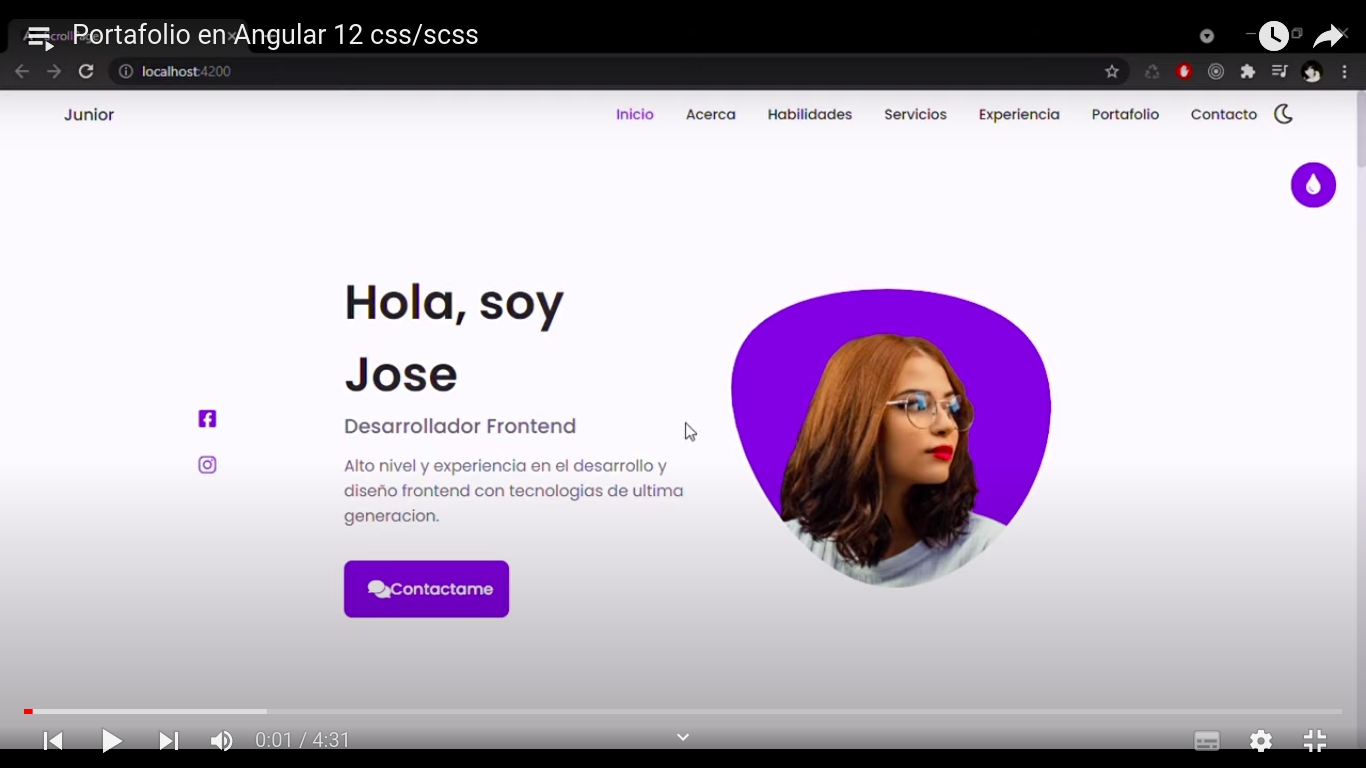 Portafolio en Angular 12 css/scss
localhost:4200
Junior
Inicio Acerca Habilidades Servicios Experiencia Portafolio Contacto
Hola, soy
Jose
Desarrollador Frontend
Alto nivel y experiencia en el desarrollo y
diseño frontend con tecnologias de ultima
generacion.
Contactame
0:01 / 4:31